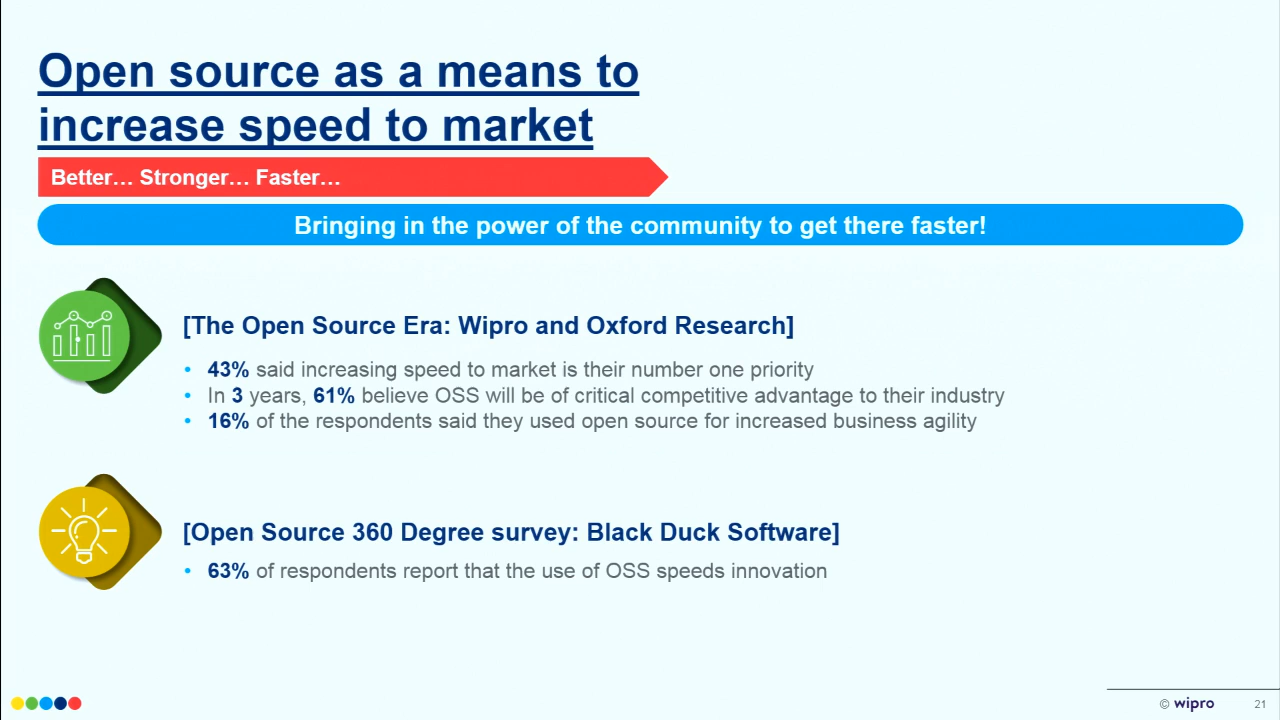 Open source as a means to
increase speed to market
Better… Stronger… Faster…
Bringing in the power of the community to get there faster!
[The Open Source Era: Wipro and Oxford Research]
• 43% said increasing speed to market is their number one priority
• In 3 years, 61% believe OSS will be of critical competitive advantage to their industry
• 16% of the respondents said they used open source for increased business agility
[Open Source 360 Degree survey: Black Duck Software]
• 63% of respondents report that the use of OSS speeds innovation
© wipro 21